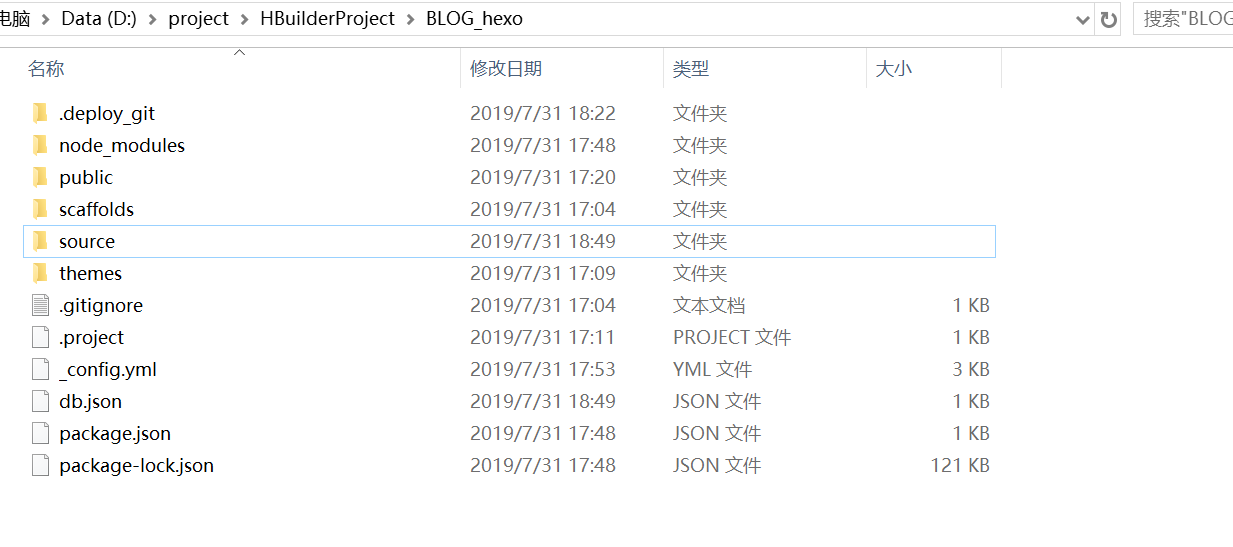 电脑 > Data (D:) > project > HBuilderProject > BLOG_hexo 搜索"BLOG
名称 修改日期 类型 大小
.deploy_git 2019/7/31 18:22 文件夹
node_modules 2019/7/31 17:48 文件夹
public 2019/7/31 17:20 文件夹
scaffolds 2019/7/31 17:04 文件夹
source 2019/7/31 18:49 文件夹
themes 2019/7/31 17:09 文件夹
.gitignore 2019/7/31 17:04 文本文档 1 KB
.project 2019/7/31 17:11 PROJECT 文件 1 KB
_config.yml 2019/7/31 17:53 YML 文件 3 KB
db.json 2019/7/31 18:49 JSON 文件 1 KB
package.json 2019/7/31 17:48 JSON 文件 1 KB
package-lock.json 2019/7/31 17:48 JSON 文件 121 KB